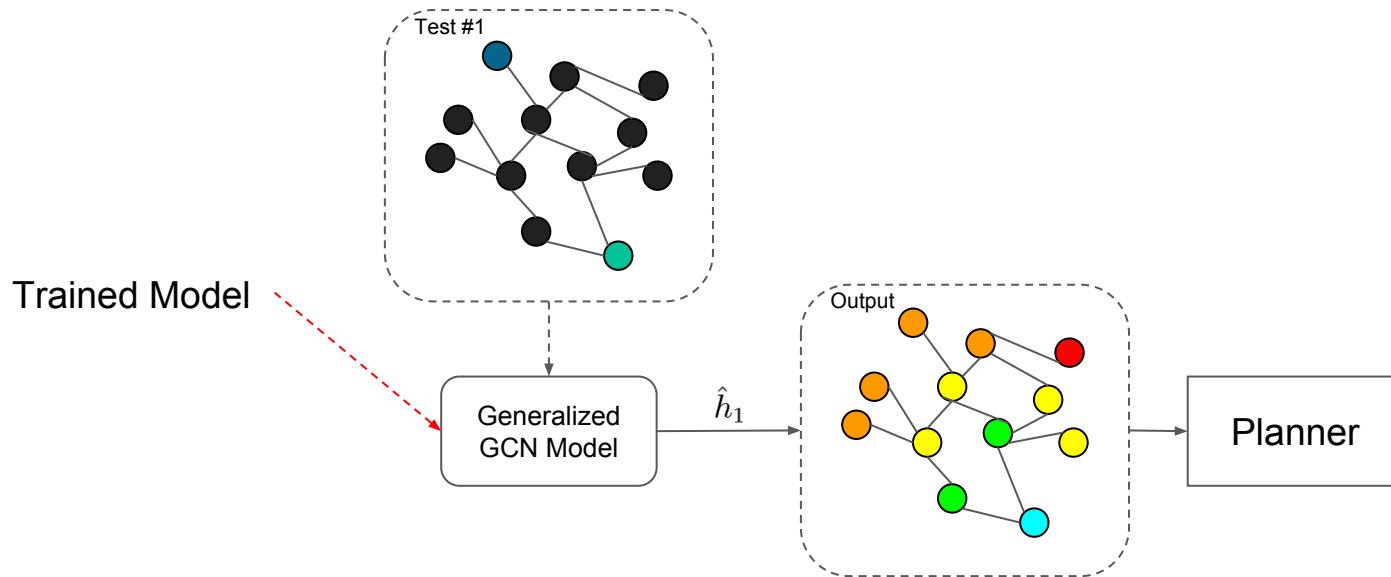 Test #1
Trained Model
Generalized
GCN Model
ĥ₁
Output
Planner